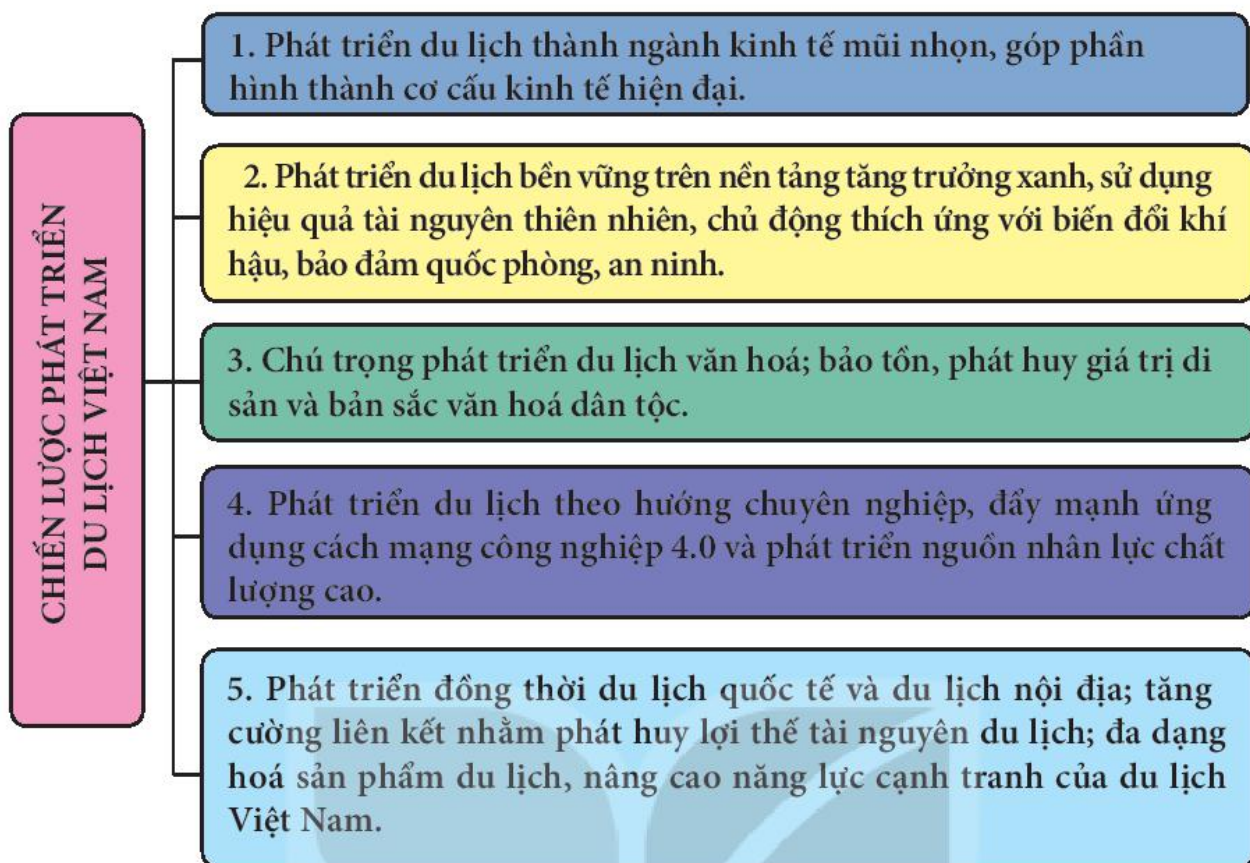 CHIẾN LƯỢC PHÁT TRIỂN
DU LỊCH VIỆT NAM
1. Phát triển du lịch thành ngành kinh tế mũi nhọn, góp phần
hình thành cơ cấu kinh tế hiện đại.
2. Phát triển du lịch bền vững trên nền tảng tăng trưởng xanh, sử dụng
hiệu quả tài nguyên thiên nhiên, chủ động thích ứng với biến đổi khí
hậu, bảo đảm quốc phòng, an ninh.
3. Chú trọng phát triển du lịch văn hoá; bảo tồn, phát huy giá trị di
sản và bản sắc văn hoá dân tộc.
4. Phát triển du lịch theo hướng chuyên nghiệp, đẩy mạnh ứng
dụng cách mạng công nghiệp 4.0 và phát triển nguồn nhân lực chất
lượng cao.
5. Phát triển đồng thời du lịch quốc tế và du lịch nội địa; tăng
cường liên kết nhằm phát huy lợi thế tài nguyên du lịch; đa dạng
hoá sản phẩm du lịch, nâng cao năng lực cạnh tranh của du lịch
Việt Nam.